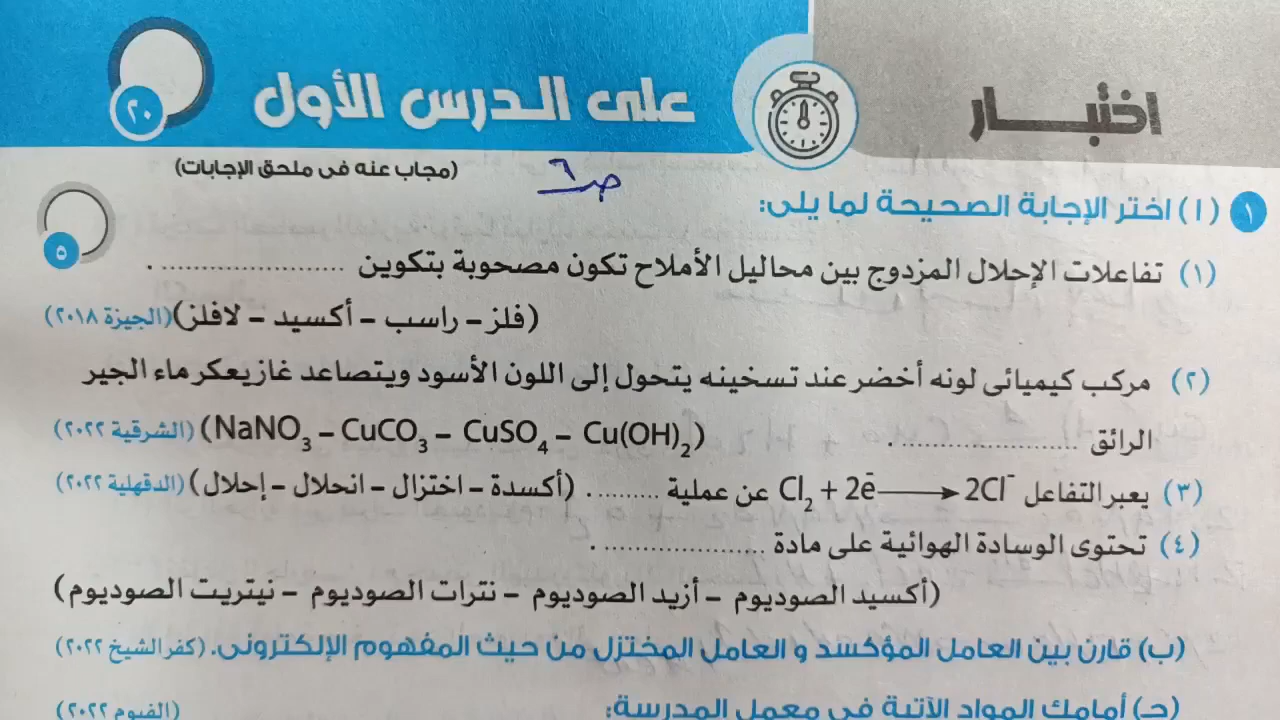 اختبار على الدرس الأول
٢٠
(مجاب عنه فى ملحق الإجابات)
ص٦
١ (ا) اختر الإجابة الصحيحة لما يلى:
٥
(١) تفاعلات الإحلال المزدوج بين محاليل الأملاح تكون مصحوبة بتكوين ......................
(فلز – راسب – أكسيد – لافلز) (الجيزة ٢٠١٨)
(٢) مركب كيميائى لونه أخضر عند تسخينه يتحول إلى اللون الأسود ويتصاعد غاز يعكر ماء الجير
الرائق ...................... . (NaNO₃ – CuCO₃ – CuSO₄ – Cu(OH)₂) (الشرقية ٢٠٢٢)
(٣) يعبر التفاعل Cl₂ + 2ē ⟶ 2Cl⁻ عن عملية ......... . (أكسدة – اختزال – انحلال – إحلال) (الدقهلية ٢٠٢٢)
(٤) تحتوى الوسادة الهوائية على مادة ...................... .
(أكسيد الصوديوم – أزيد الصوديوم – نترات الصوديوم – نيتريت الصوديوم)
(ب) قارن بين العامل المؤكسد و العامل المختزل من حيث المفهوم الإلكترونى. (كفر الشيخ ٢٠٢٢)
(حـ) أمامك المواد الآتية فى معمل المدرسة: (الفيوم ٢٠٢٢)